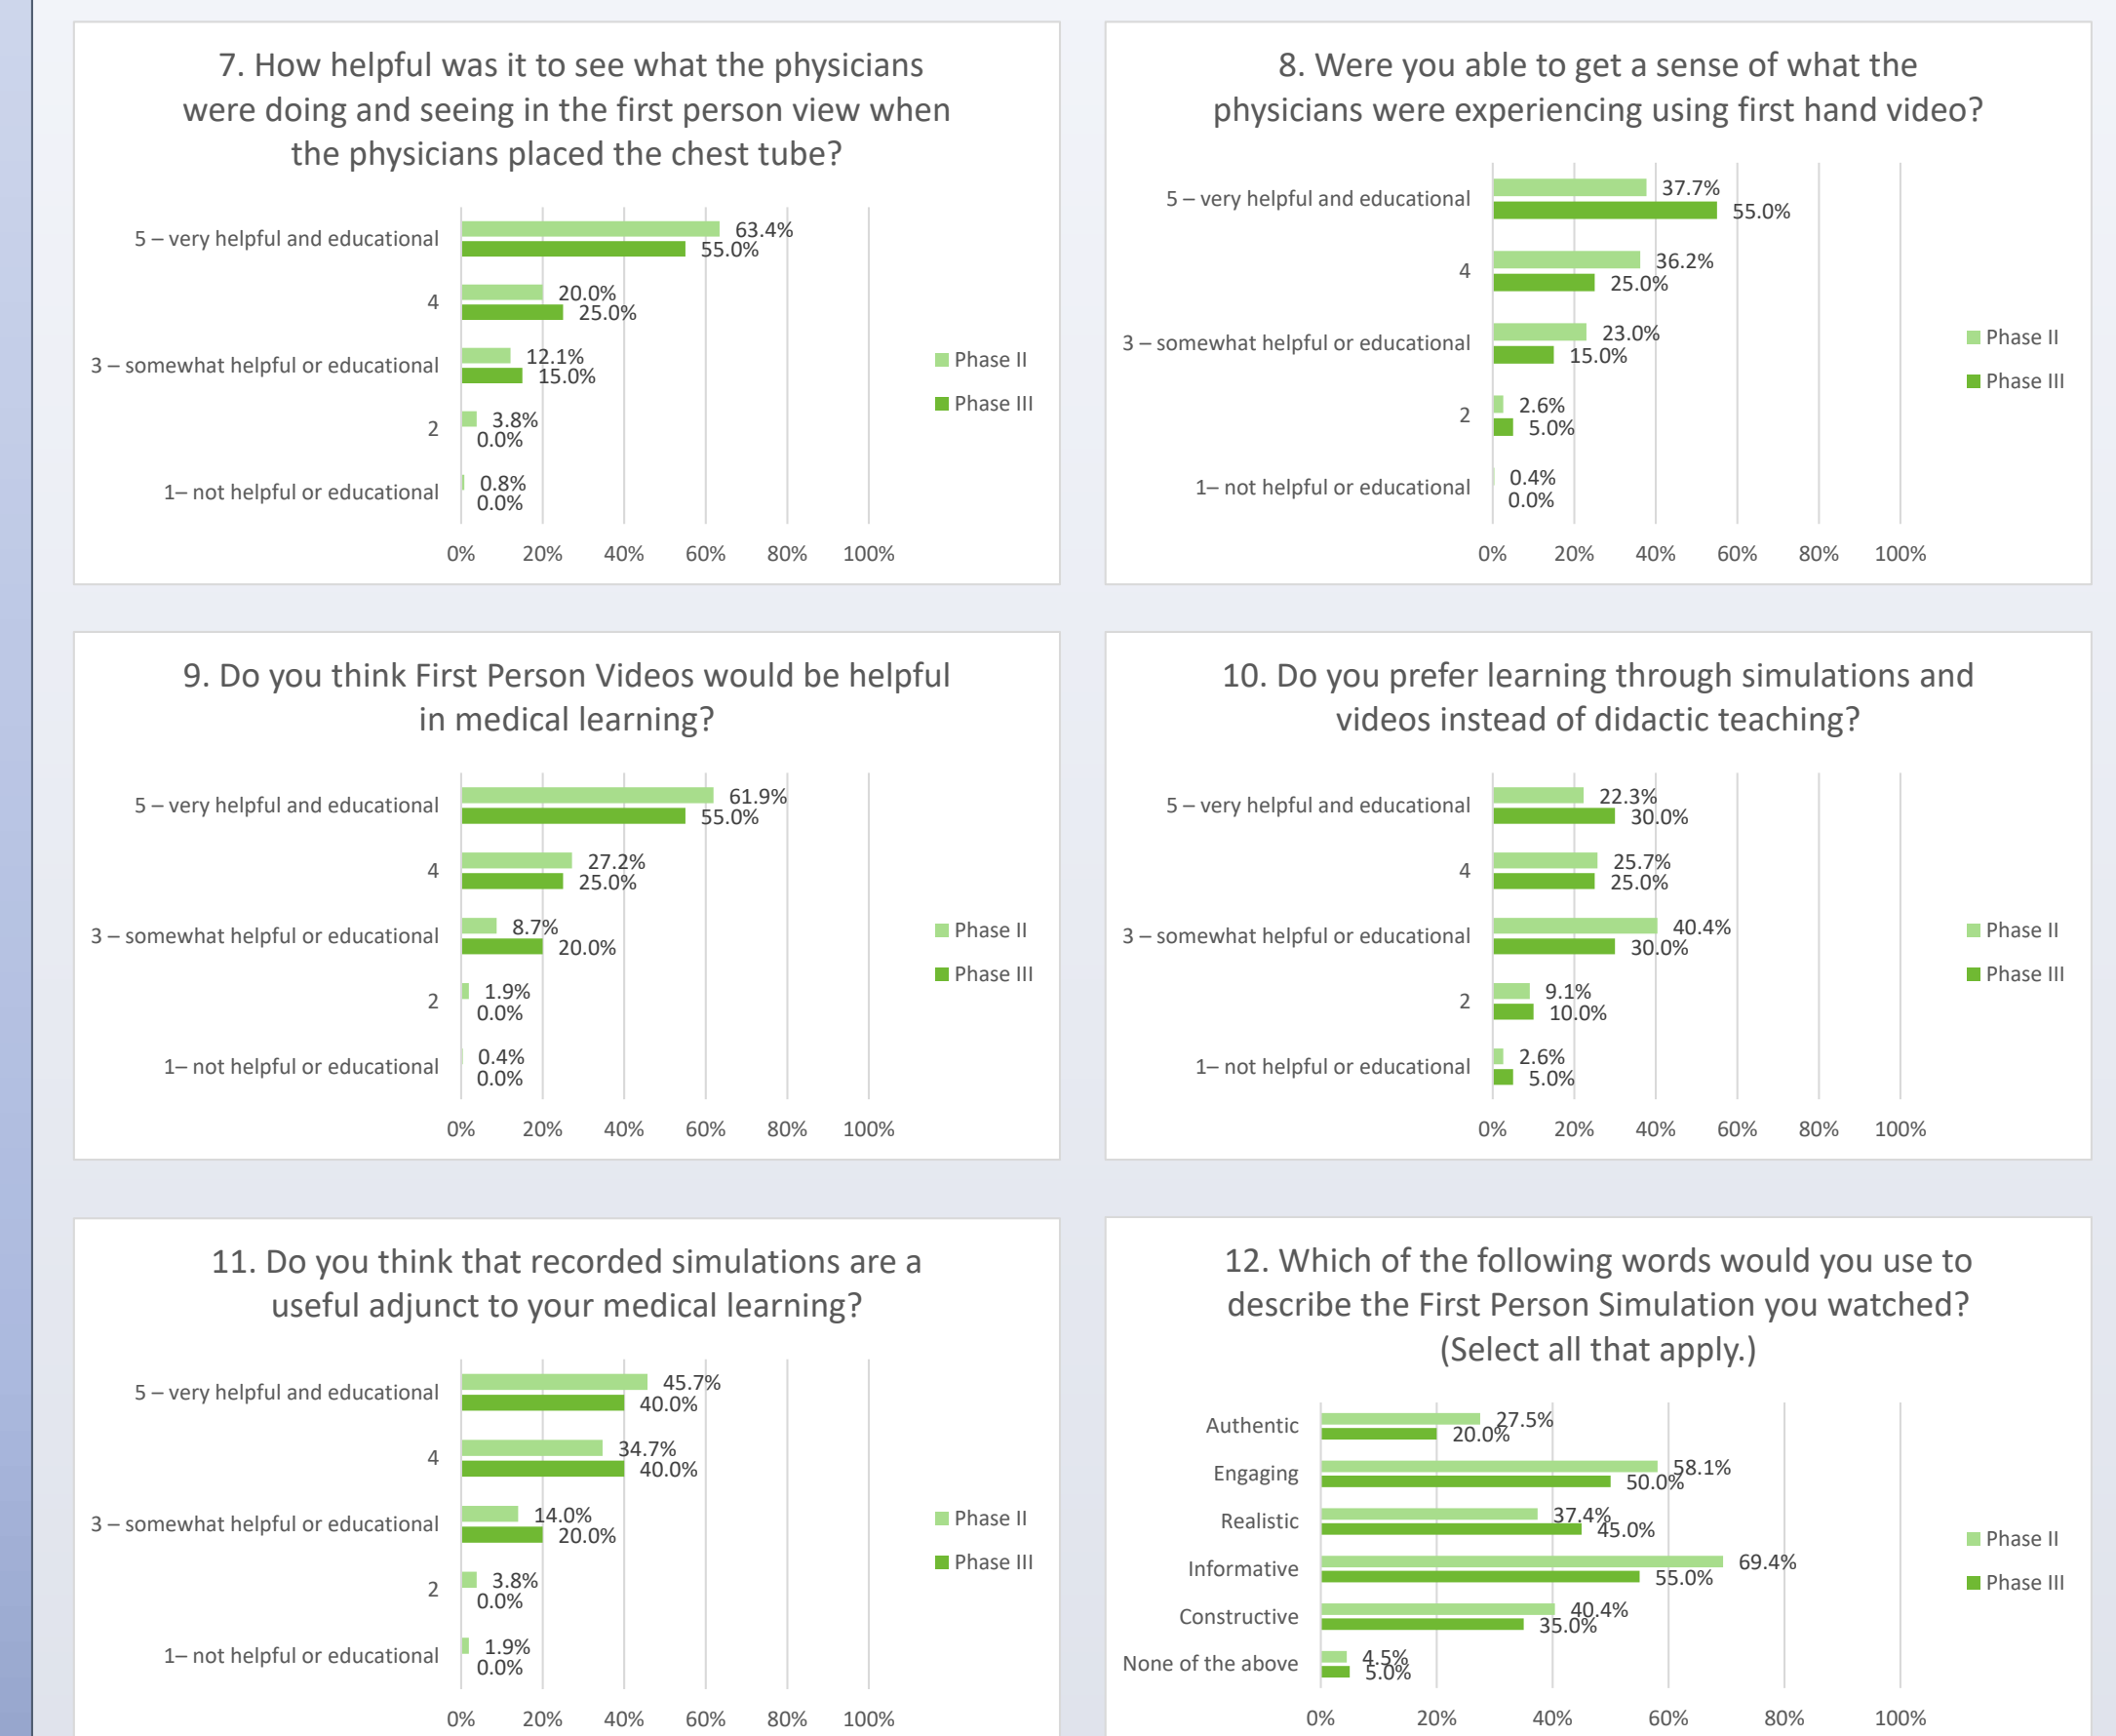 7. How helpful was it to see what the physicians
were doing and seeing in the first person view when
the physicians placed the chest tube?
5 – very helpful and educational
63.4%
55.0%
4
20.0%
25.0%
3 – somewhat helpful or educational
12.1%
15.0%
2
3.8%
0.0%
1– not helpful or educational
0.8%
0.0%
0% 20% 40% 60% 80% 100%
Phase II
Phase III
8. Were you able to get a sense of what the
physicians were experiencing using first hand video?
5 – very helpful and educational
37.7%
55.0%
4
36.2%
25.0%
3 – somewhat helpful or educational
23.0%
15.0%
2
2.6%
5.0%
1– not helpful or educational
0.4%
0.0%
0% 20% 40% 60% 80% 100%
Phase II
Phase III
9. Do you think First Person Videos would be helpful
in medical learning?
5 – very helpful and educational
61.9%
55.0%
4
27.2%
25.0%
3 – somewhat helpful or educational
8.7%
20.0%
2
1.9%
0.0%
1– not helpful or educational
0.4%
0.0%
0% 20% 40% 60% 80% 100%
Phase II
Phase III
10. Do you prefer learning through simulations and
videos instead of didactic teaching?
5 – very helpful and educational
22.3%
30.0%
4
25.7%
25.0%
3 – somewhat helpful or educational
40.4%
30.0%
2
9.1%
10.0%
1– not helpful or educational
2.6%
5.0%
0% 20% 40% 60% 80% 100%
Phase II
Phase III
11. Do you think that recorded simulations are a
useful adjunct to your medical learning?
5 – very helpful and educational
45.7%
40.0%
4
34.7%
40.0%
3 – somewhat helpful or educational
14.0%
20.0%
2
3.8%
0.0%
1– not helpful or educational
1.9%
0.0%
0% 20% 40% 60% 80% 100%
Phase II
Phase III
12. Which of the following words would you use to
describe the First Person Simulation you watched?
(Select all that apply.)
Authentic
27.5%
20.0%
Engaging
58.1%
50.0%
Realistic
37.4%
45.0%
Informative
69.4%
55.0%
Constructive
40.4%
35.0%
None of the above
4.5%
5.0%
0% 20% 40% 60% 80% 100%
Phase II
Phase III